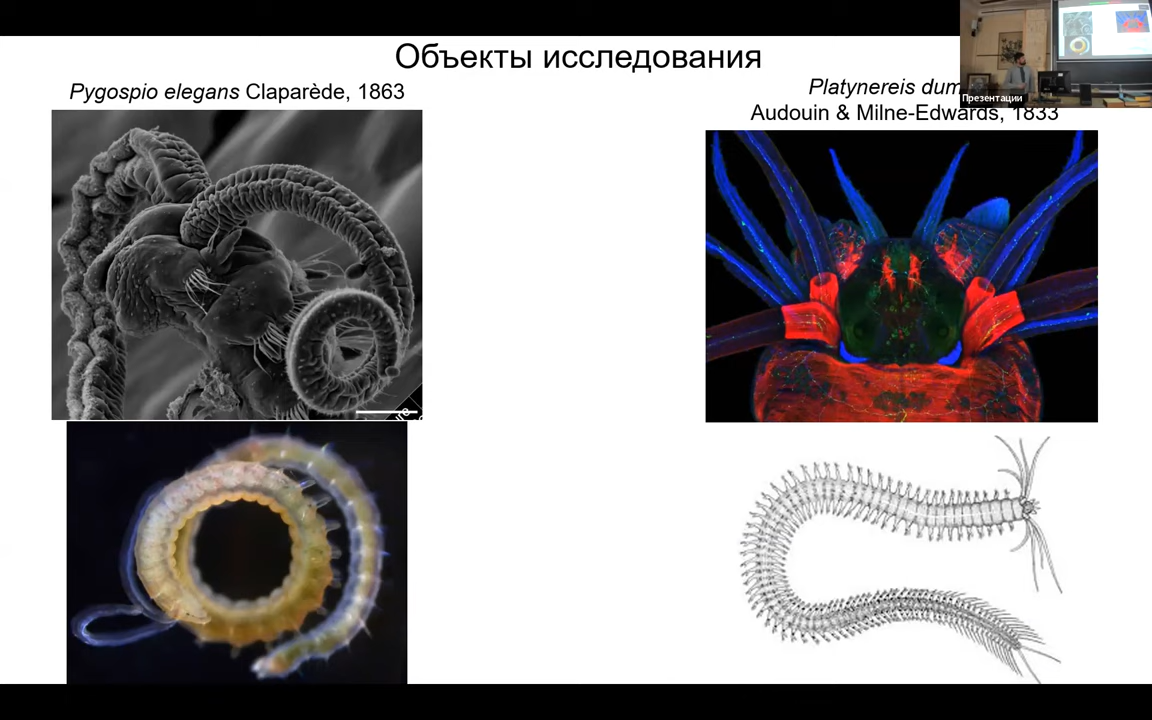 Объекты исследования
Pygospio elegans Claparède, 1863
Platynereis dum
Audouin & Milne-Edwards, 1833
Презентации